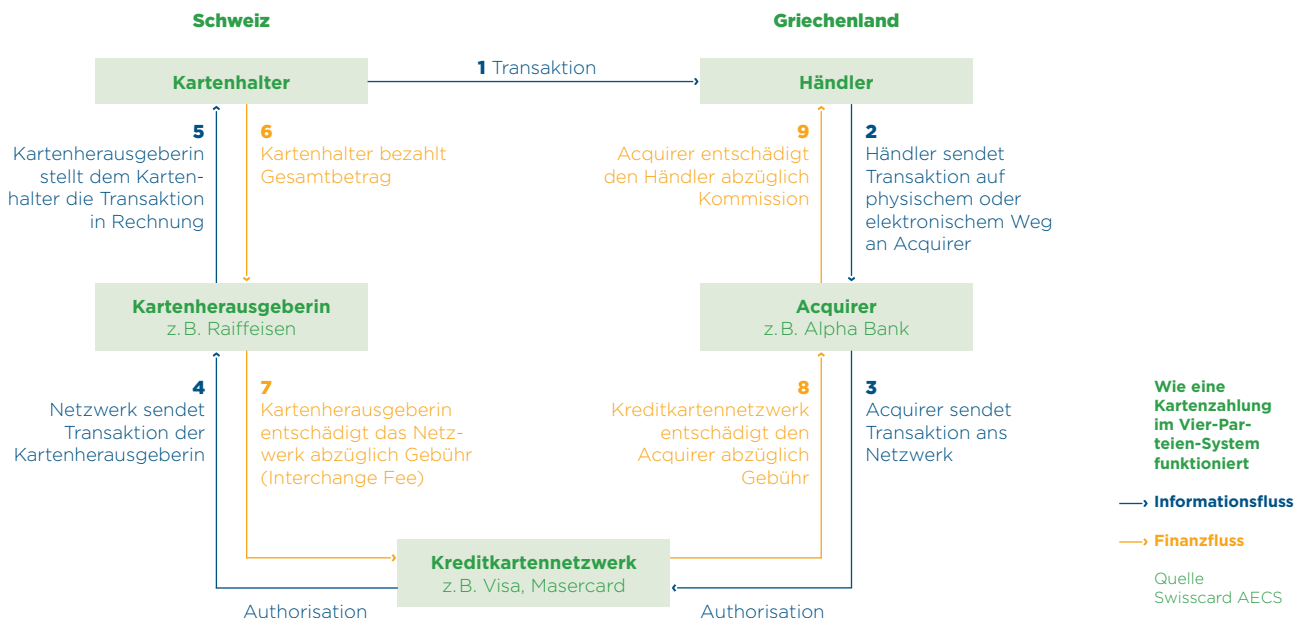 Schweiz
Griechenland
Kartenhalter
1 Transaktion
Händler
5
Kartenherausgeberin
stellt dem Karten-
halter die Transaktion
in Rechnung
6
Kartenhalter bezahlt
Gesamtbetrag
9
Acquirer entschädigt
den Händler abzüglich
Kommission
2
Händler sendet
Transaktion auf
physischem oder
elektronischem Weg
an Acquirer
Kartenherausgeberin
z. B. Raiffeisen
Acquirer
z. B. Alpha Bank
4
Netzwerk sendet
Transaktion der
Kartenherausgeberin
7
Kartenherausgeberin
entschädigt das Netz-
werk abzüglich Gebühr
(Interchange Fee)
8
Kreditkartennetzwerk
entschädigt den
Acquirer abzüglich
Gebühr
3
Acquirer sendet
Transaktion ans
Netzwerk
Kreditkartennetzwerk
z. B. Visa, Masercard
Authorisation
Authorisation
Wie eine
Kartenzahlung
im Vier-Par-
teien-System
funktioniert
Informationsfluss
Finanzfluss
Quelle
Swisscard AECS